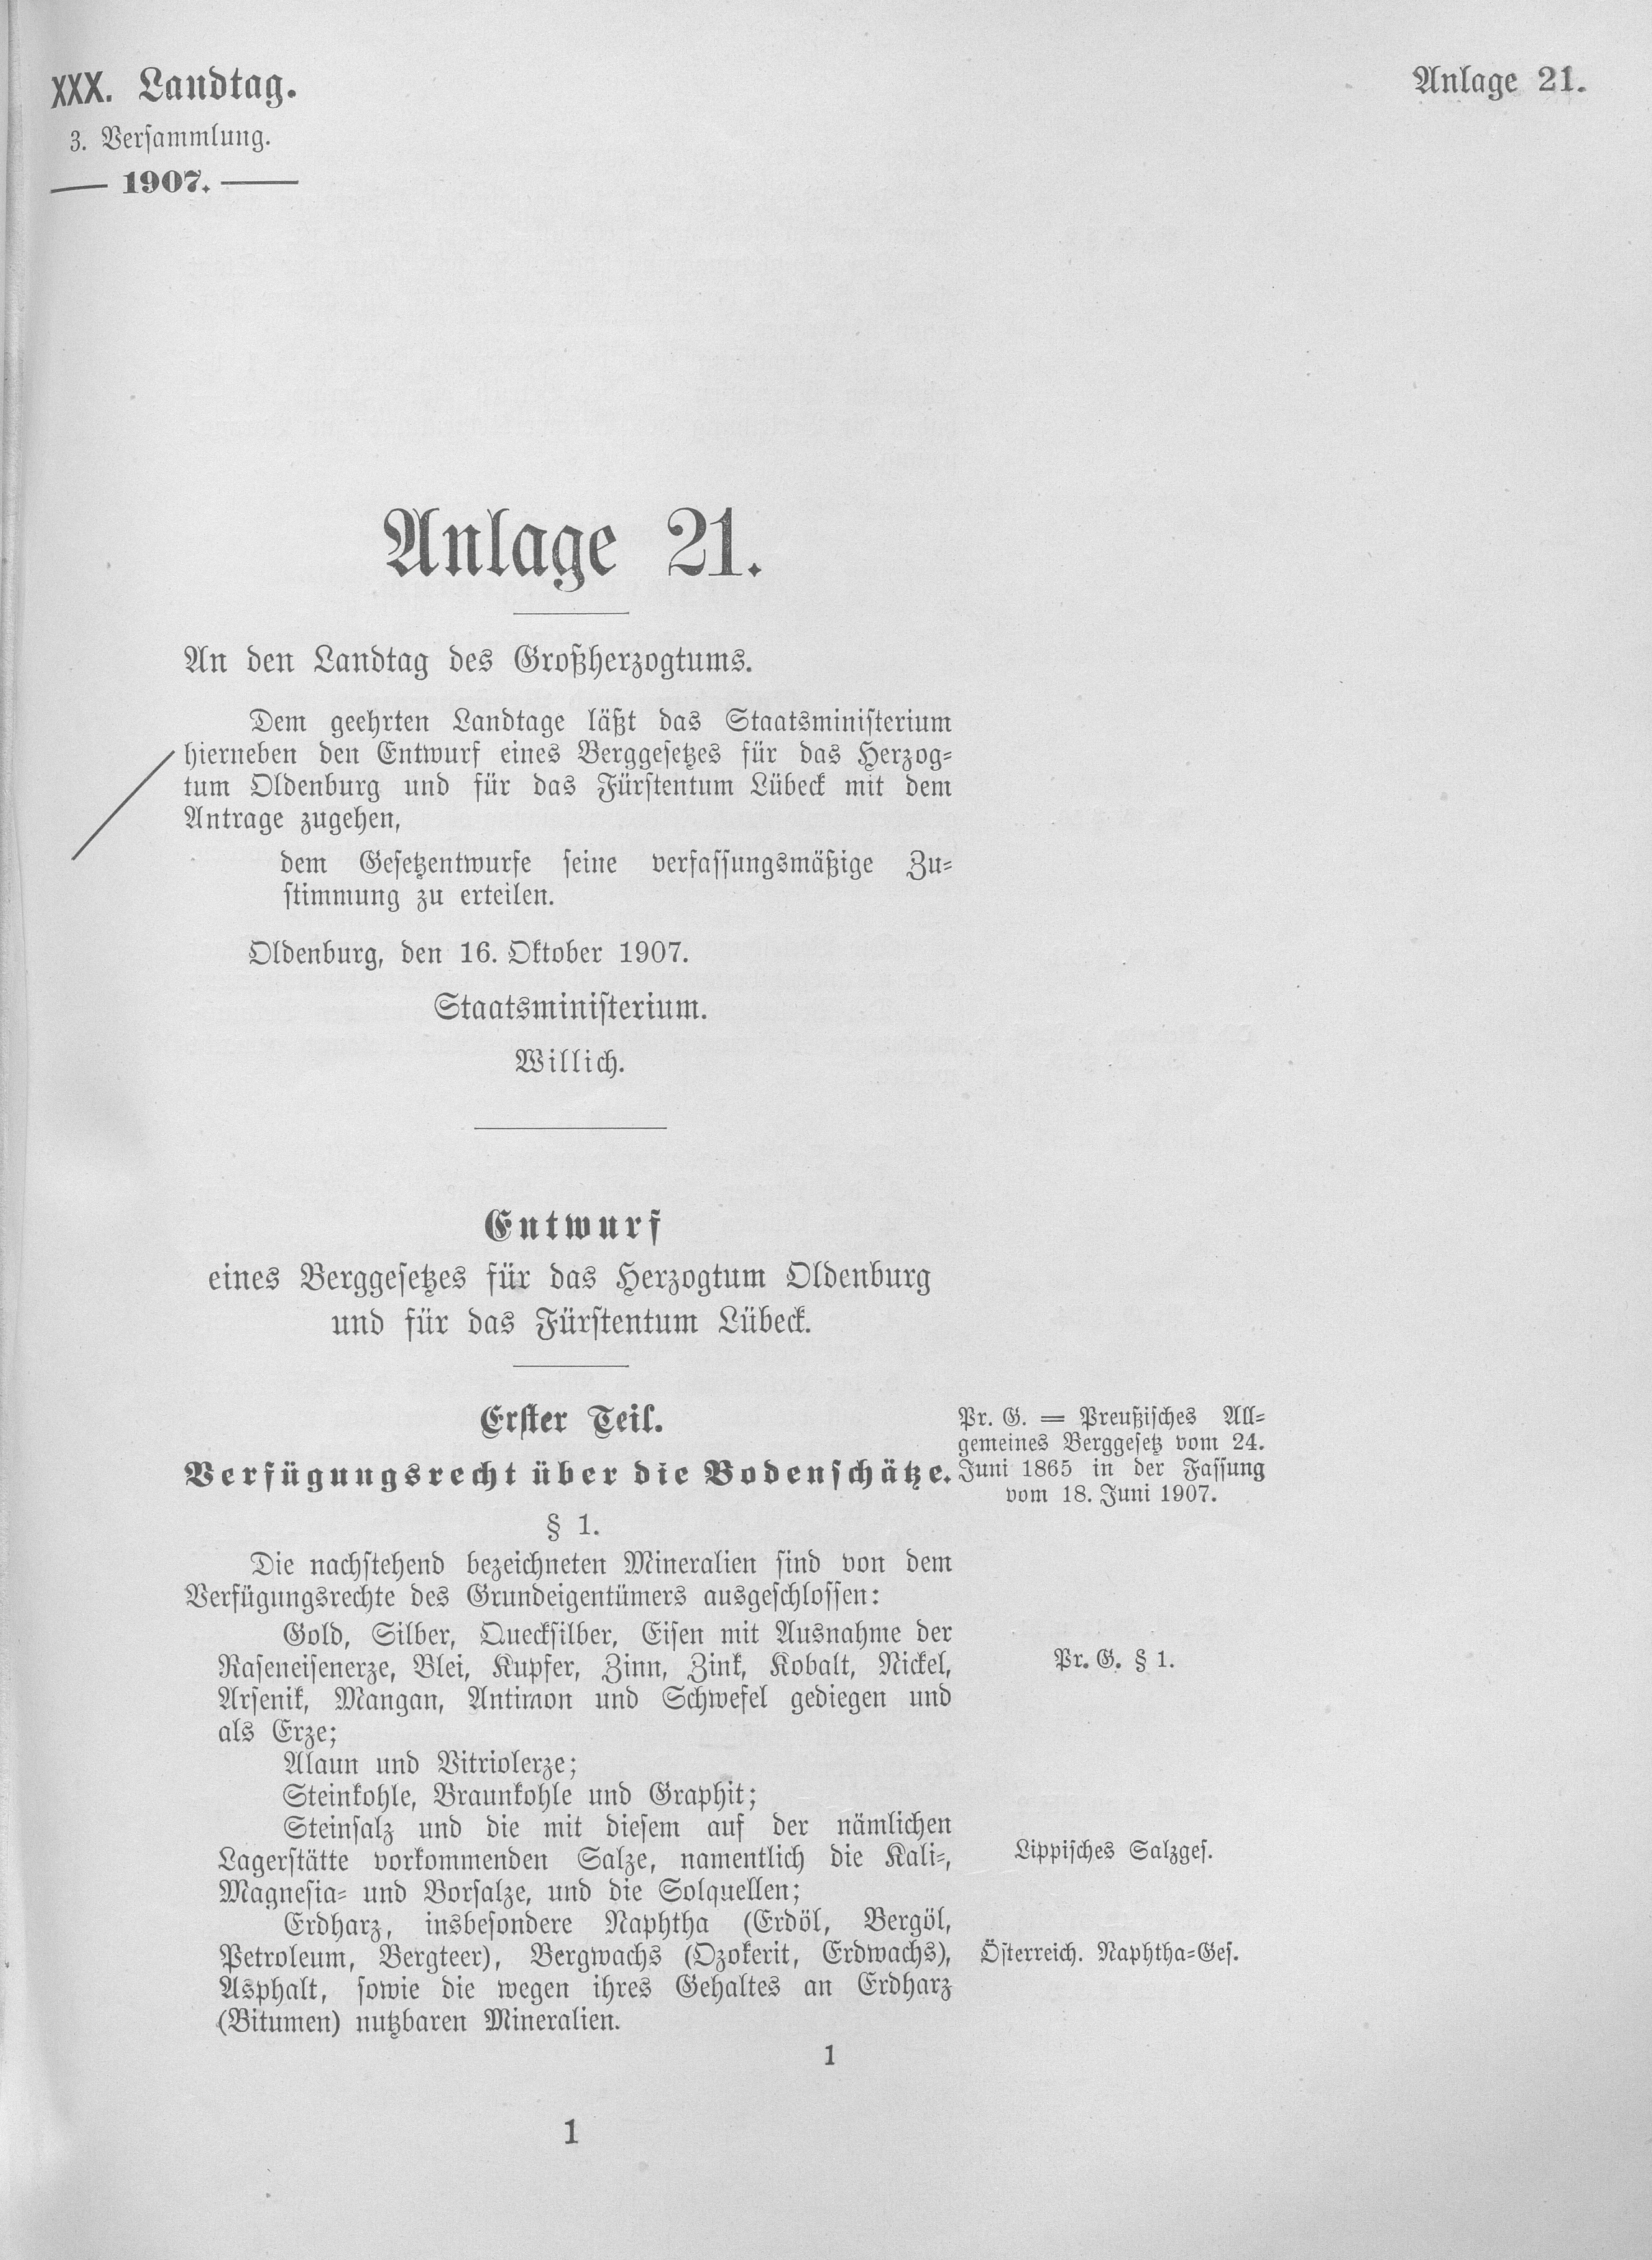 XXX. Landtag.
3. Versammlung.
1907.
Anlage 21.
Anlage 21.
An den Landtag des Großherzogtums.
Dem geehrten Landtage läßt das Staatsministerium
hierneben den Entwurf eines Berggesetzes für das Herzog-
tum Oldenburg und für das Fürstentum Lübeck mit dem
Antrage zugehen,
dem Gesetzentwurfe seine verfassungsmäßige Zu-
stimmung zu erteilen.
Oldenburg, den 16. Oktober 1907.
Staatsministerium.
Willich.
Entwurf
eines Berggesetzes für das Herzogtum Oldenburg
und für das Fürstentum Lübeck.
Erster Teil.
Verfügungsrecht über die Bodenschätze.
Pr. G. = Preußisches All-
gemeines Berggesetz vom 24.
Juni 1865 in der Fassung
vom 18. Juni 1907.
§ 1.
Die nachstehend bezeichneten Mineralien sind von dem
Verfügungsrechte des Grundeigentümers ausgeschlossen:
Gold, Silber, Quecksilber, Eisen mit Ausnahme der
Raseneisenerze, Blei, Kupfer, Zinn, Zink, Kobalt, Nickel,
Arsenik, Mangan, Antimon und Schwefel gediegen und
als Erze;
Pr. G. § 1.
Alaun und Vitriolerze;
Steinkohle, Braunkohle und Graphit;
Steinsalz und die mit diesem auf der nämlichen
Lagerstätte vorkommenden Salze, namentlich die Kali-,
Magnesia- und Borsalze, und die Solquellen;
Lippisches Salzges.
Erdharz, insbesondere Naphtha (Erdöl, Bergöl,
Petroleum, Bergteer), Bergwachs (Ozokerit, Erdwachs),
Asphalt, sowie die wegen ihres Gehaltes an Erdharz
(Bitumen) nutzbaren Mineralien.
Österreich. Naphtha-Ges.
1
1